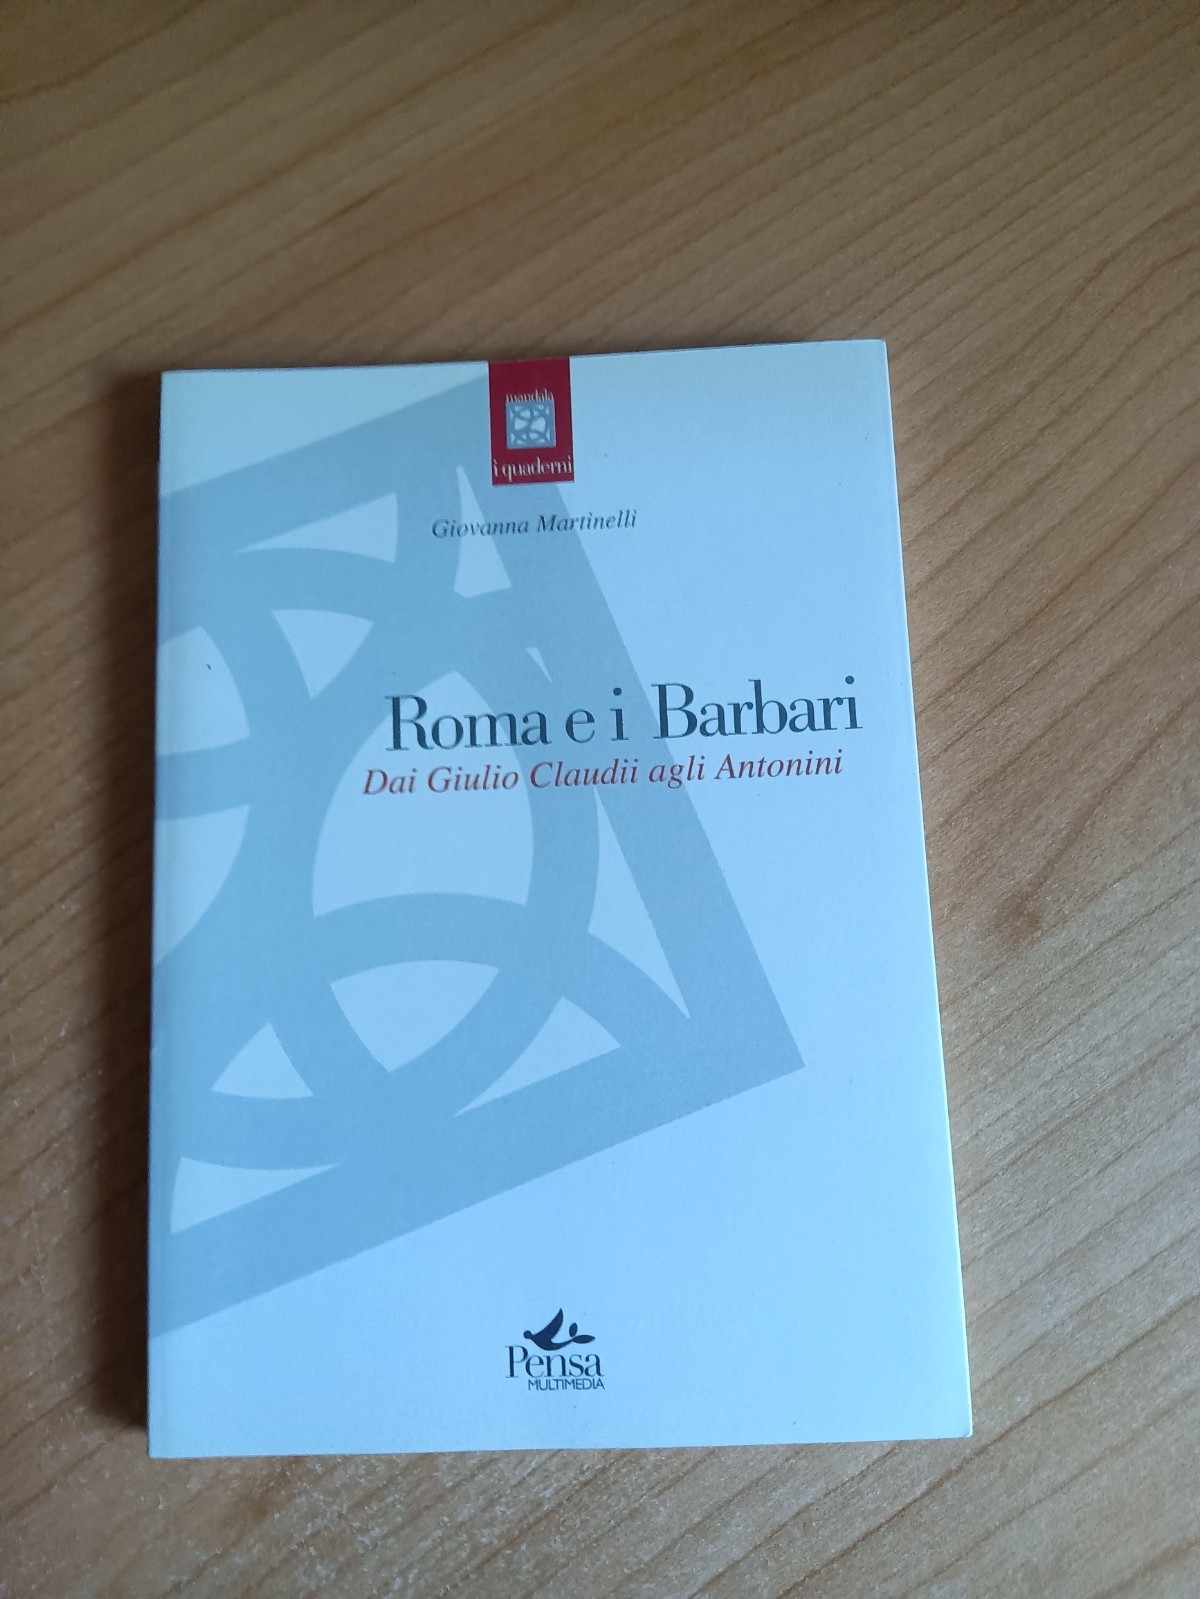 mandala
i quaderni
Giovanna Martinelli
Roma e i Barbari
Dai Giulio Claudii agli Antonini
Pensa
MULTIMEDIA